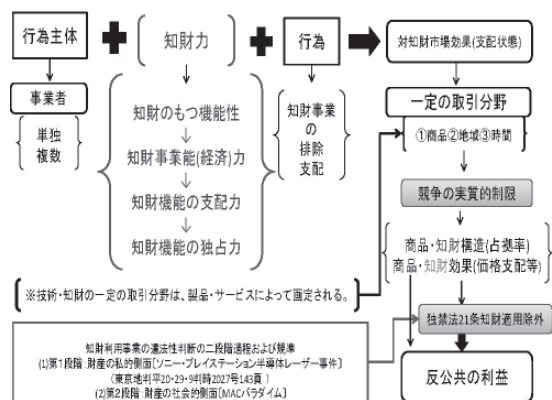 行為主体
知財力
行為
対知財市場効果(支配状態)
事業者
単独
複数
知財のもつ機能性
知財事業能(経済)力
知財機能の支配力
知財機能の独占力
知財事業
の
排除
支配
一定の取引分野
①商品②地域③時間
競争の実質的制限
商品・知財構造(占拠率)
商品・知財効果(価格支配等)
※技術・知財の一定の取引分野は、製品・サービスによって画定される。
独禁法21条知財適用除外
反公共の利益
知財利用事業の違法性判断の二段階過程および規準
(1)第1段階:財産の私的側面[ソニー・プレイステーション半導体レーザー事件]
(東京地判平20・29・9判時2027号143頁)
(2)第2段階:財産の社会的側面[MACパラダイム]